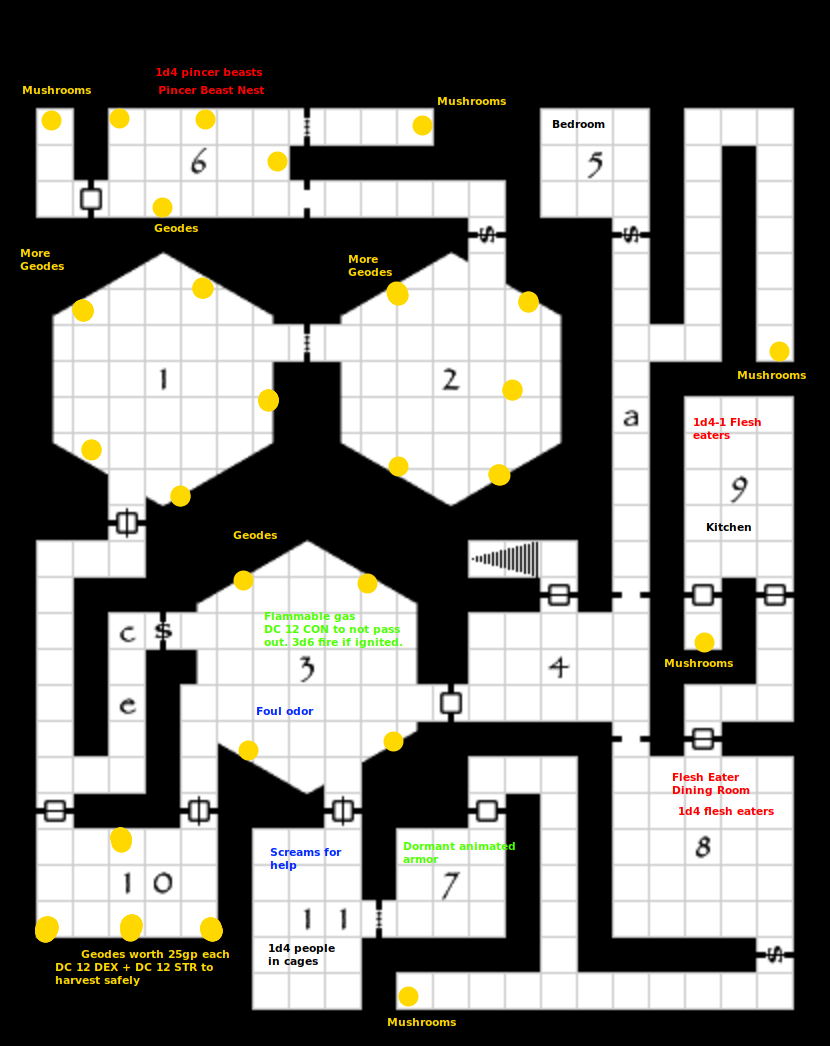 1d4 pincer beasts
Mushrooms
Pincer Beast Nest
Mushrooms
Bedroom
6
5
Geodes
S
S
More
Geodes
More
Geodes
1
2
Mushrooms
a
1d4-1 Flesh
eaters
9
Kitchen
Geodes
Flammable gas
DC 12 CON to not pass
out. 3d6 fire if ignited.
c
S
3
4
Mushrooms
e
Foul odor
Flesh Eater
Dining Room
1d4 flesh eaters
Screams for
help
Dormant animated
armor
8
10
7
11
1d4 people
in cages
Geodes worth 25gp each
DC 12 DEX + DC 12 STR to
harvest safely
S
Mushrooms